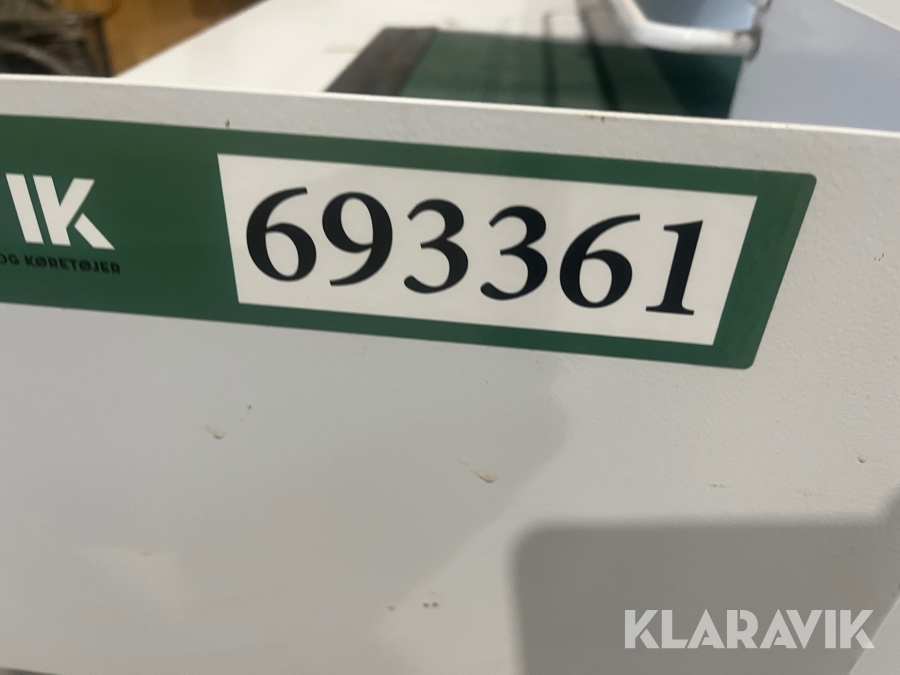 IK
OG KØRETØJER
693361
KLARAVIK